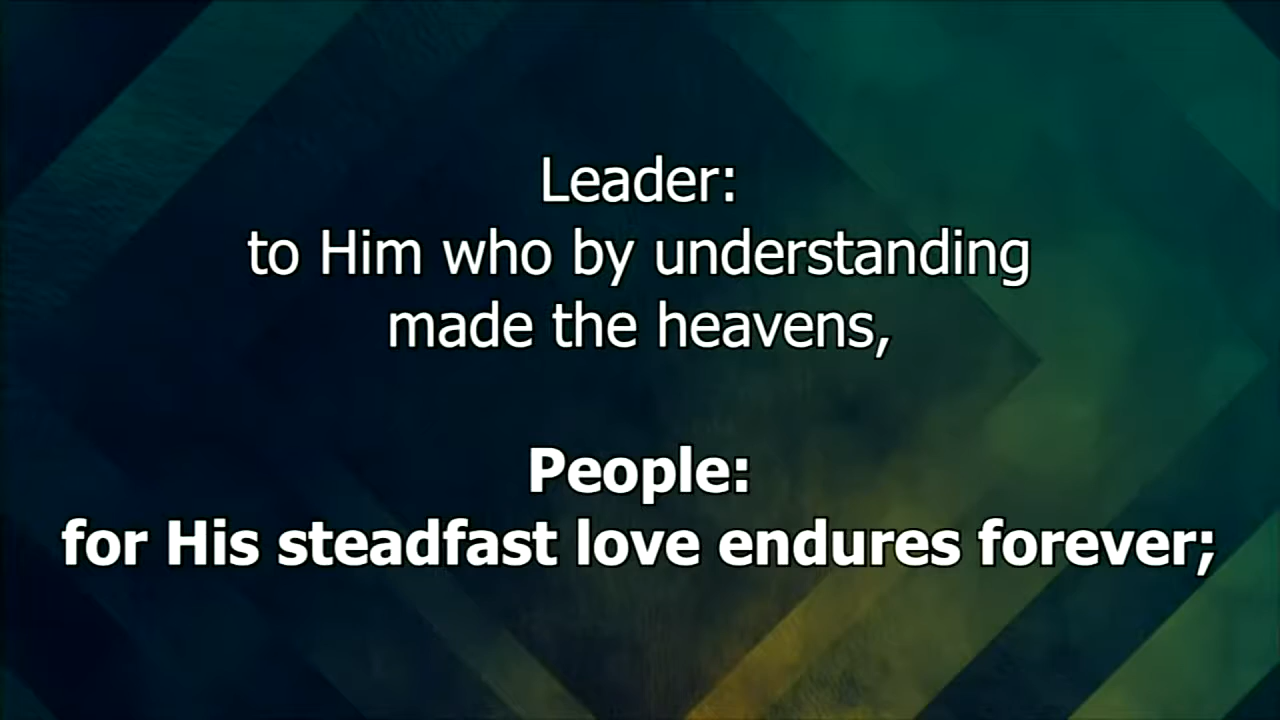 Leader:
to Him who by understanding
made the heavens,
People:
for His steadfast love endures forever;